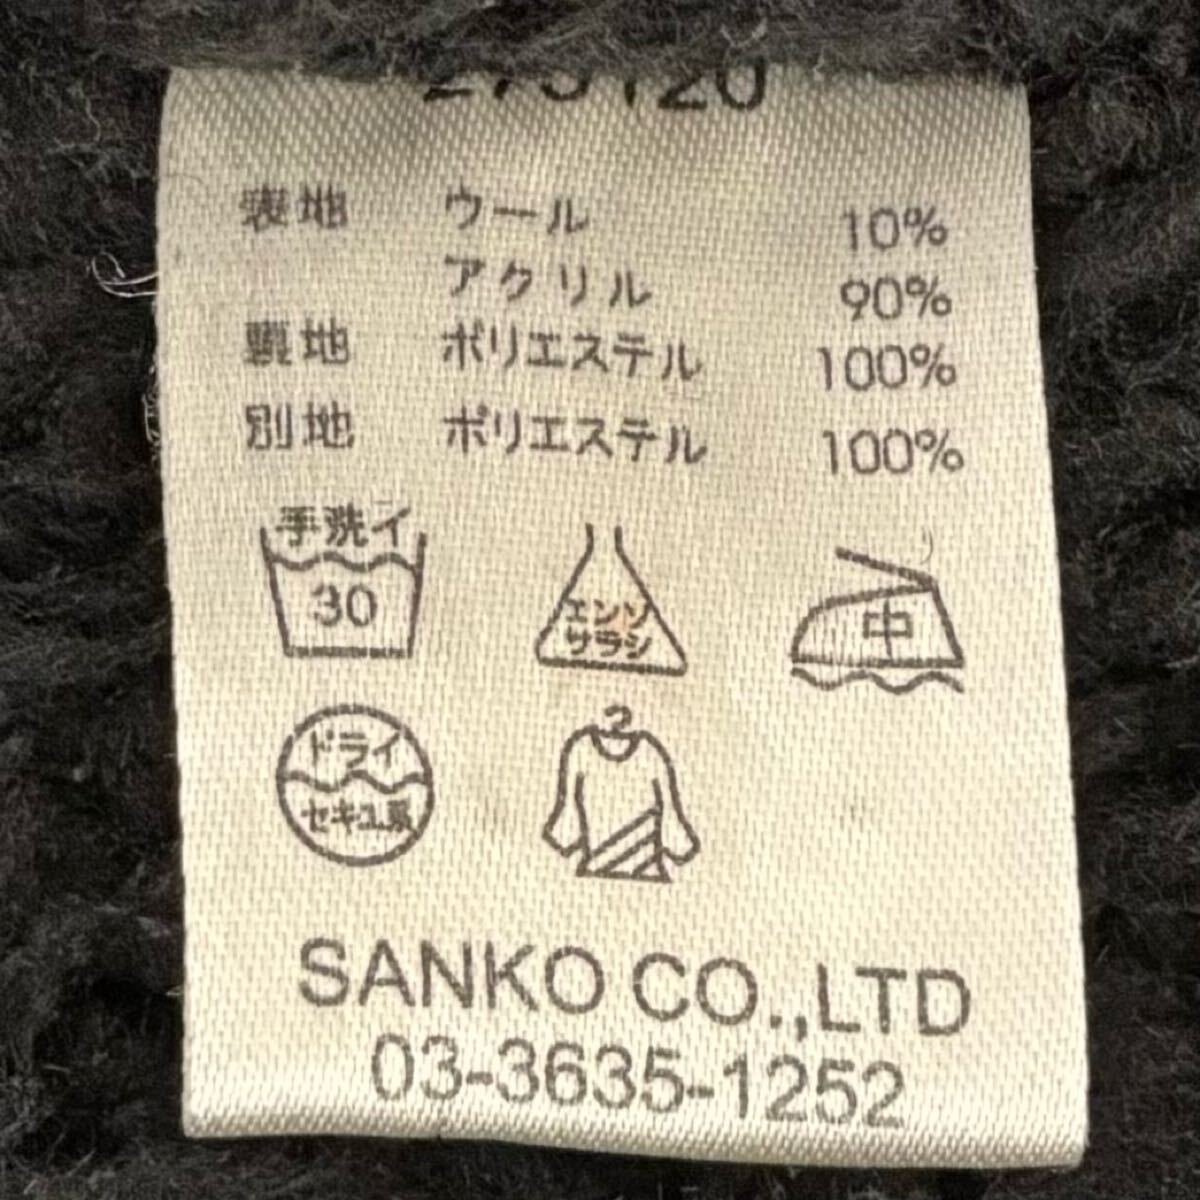 275120
表地 ウール 10%
アクリル 90%
裏地 ポリエステル 100%
別地 ポリエステル 100%
手洗イ
30
エンソ
サラシ
中
ドライ
セキユ系
SANKO CO.,LTD
03-3635-1252